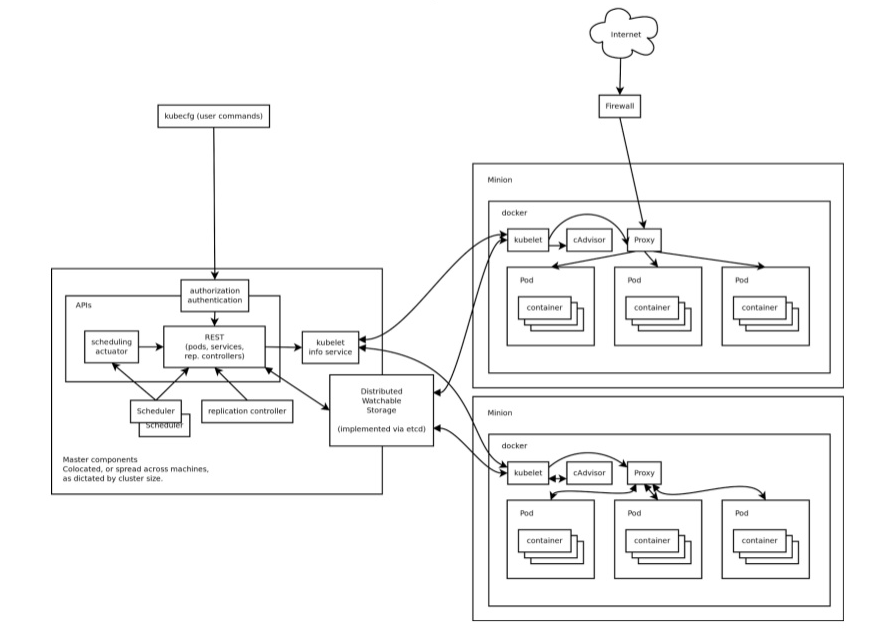 Internet
Firewall
kubecfg (user commands)
Minion
docker
kubelet
cAdvisor
Proxy
Pod
Pod
Pod
container
container
container
authorization
authentication
APIs
scheduling
actuator
REST
(pods, services,
rep. controllers)
kubelet
info service
Scheduler
Scheduler
replication controller
Distributed
Watchable
Storage
(implemented via etcd)
Master components
Colocated, or spread across machines,
as dictated by cluster size.
Minion
docker
kubelet
cAdvisor
Proxy
Pod
Pod
Pod
container
container
container